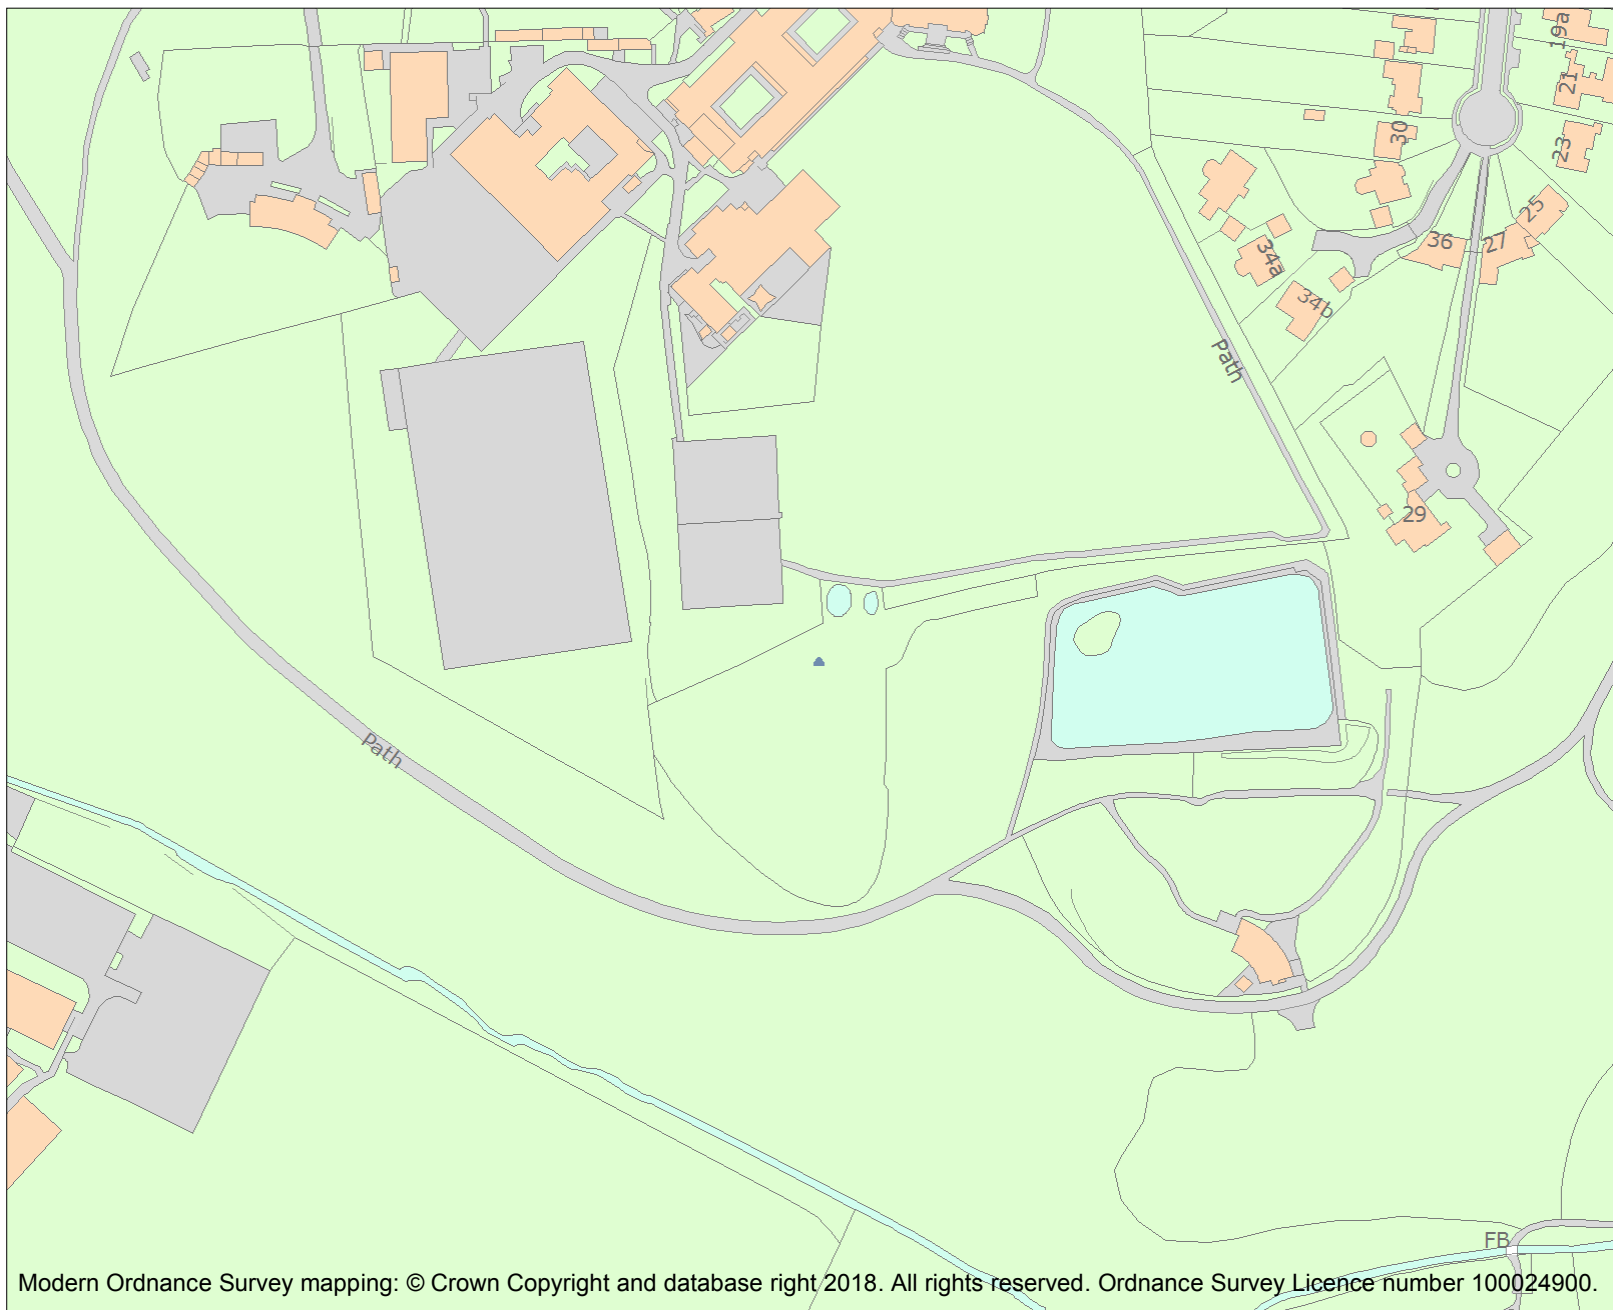 19a
21
30
23
25
36
27
34a
34b
Path
29
Path
FB
Modern Ordnance Survey mapping: © Crown Copyright and database right 2018. All rights reserved. Ordnance Survey Licence number 100024900.